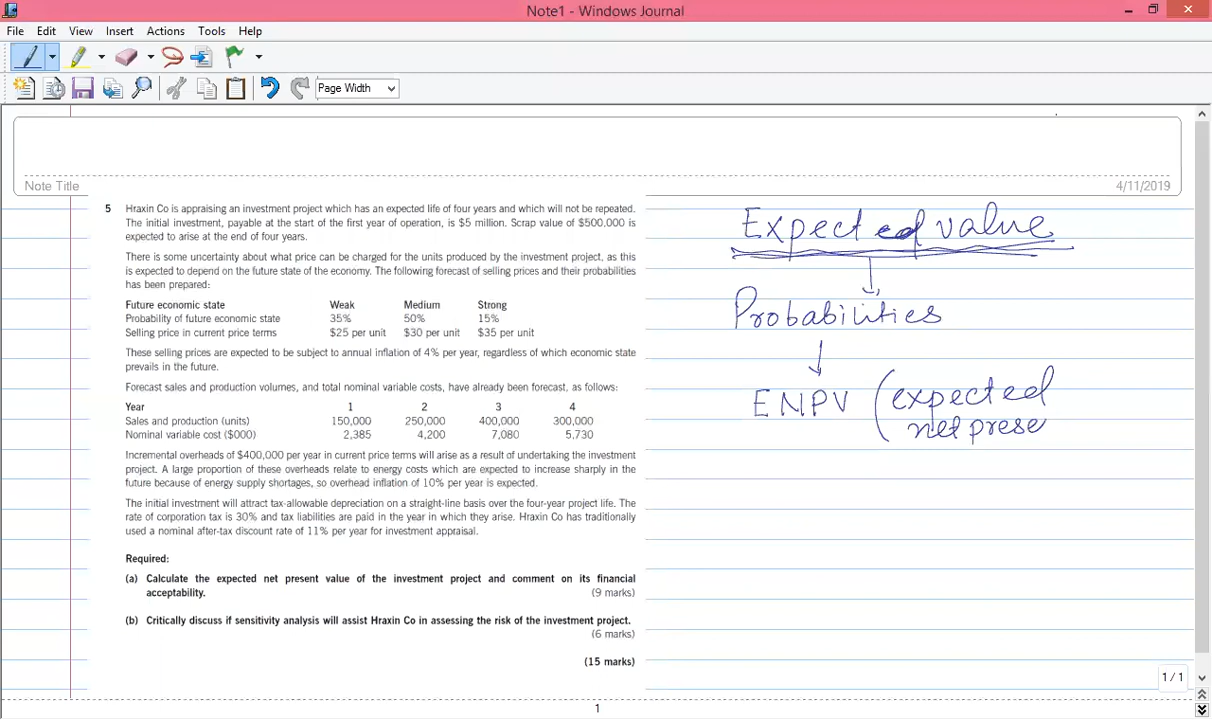 Note1 - Windows Journal
File Edit View Insert Actions Tools Help
Page Width
Note Title
4/11/2019
5 Hraxin Co is appraising an investment project which has an expected life of four years and which will not be repeated.
The initial investment, payable at the start of the first year of operation, is $5 million. Scrap value of $500,000 is
expected to arise at the end of four years.
There is some uncertainty about what price can be charged for the units produced by the investment project, as this
is expected to depend on the future state of the economy. The following forecast of selling prices and their probabilities
has been prepared:
Future economic state Weak Medium Strong
Probability of future economic state 35% 50% 15%
Selling price in current price terms $25 per unit $30 per unit $35 per unit
These selling prices are expected to be subject to annual inflation of 4% per year, regardless of which economic state
prevails in the future.
Forecast sales and production volumes, and total nominal variable costs, have already been forecast, as follows:
Year 1 2 3 4
Sales and production (units) 150,000 250,000 400,000 300,000
Nominal variable cost ($000) 2,385 4,200 7,080 5,730
Incremental overheads of $400,000 per year in current price terms will arise as a result of undertaking the investment
project. A large proportion of these overheads relate to energy costs which are expected to increase sharply in the
future because of energy supply shortages, so overhead inflation of 10% per year is expected.
The initial investment will attract tax-allowable depreciation on a straight-line basis over the four-year project life. The
rate of corporation tax is 30% and tax liabilities are paid in the year in which they arise. Hraxin Co has traditionally
used a nominal after-tax discount rate of 11% per year for investment appraisal.
Required:
(a) Calculate the expected net present value of the investment project and comment on its financial
acceptability. (9 marks)
(b) Critically discuss if sensitivity analysis will assist Hraxin Co in assessing the risk of the investment project.
(6 marks)
(15 marks)
Expected value
Probabilities
ENPV (expected
net prese
1 / 1
1